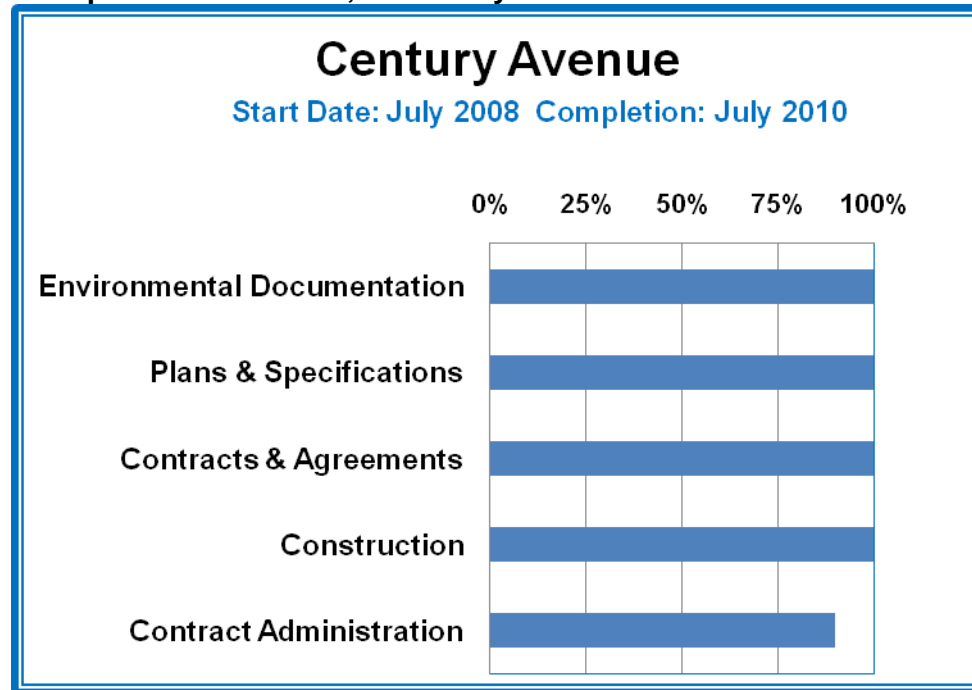 Century Avenue
Start Date: July 2008 Completion: July 2010
0% 25% 50% 75% 100%
Environmental Documentation
Plans & Specifications
Contracts & Agreements
Construction
Contract Administration